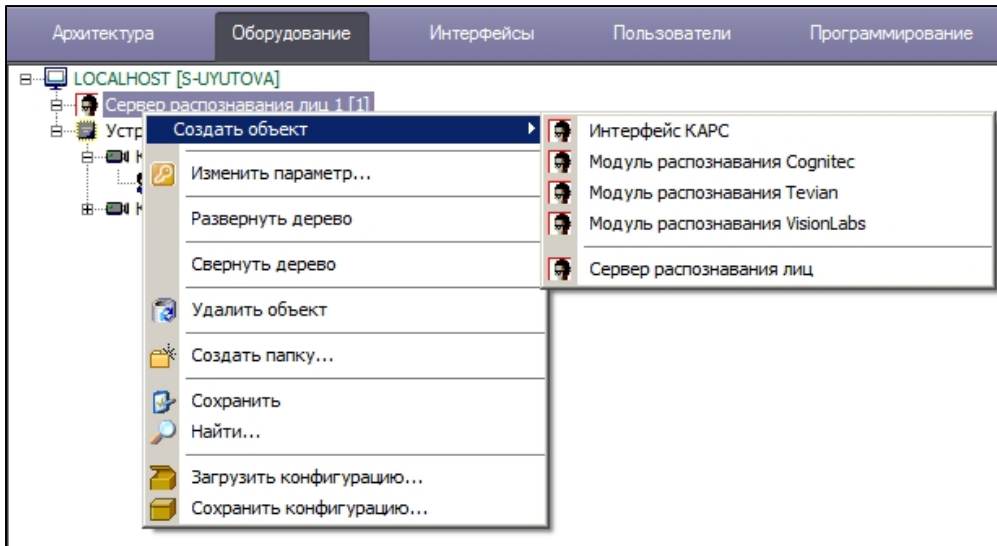 Архитектура Оборудование Интерфейсы Пользователи Программирование
LOCALHOST [S-UYUTOVA]
Сервер распознавания лиц 1 [1]
Создать объект
Изменить параметр...
Развернуть дерево
Свернуть дерево
Удалить объект
Создать папку...
Сохранить
Найти...
Загрузить конфигурацию...
Сохранить конфигурацию...
Интерфейс КАРС
Модуль распознавания Cognitec
Модуль распознавания Tevian
Модуль распознавания VisionLabs
Сервер распознавания лиц